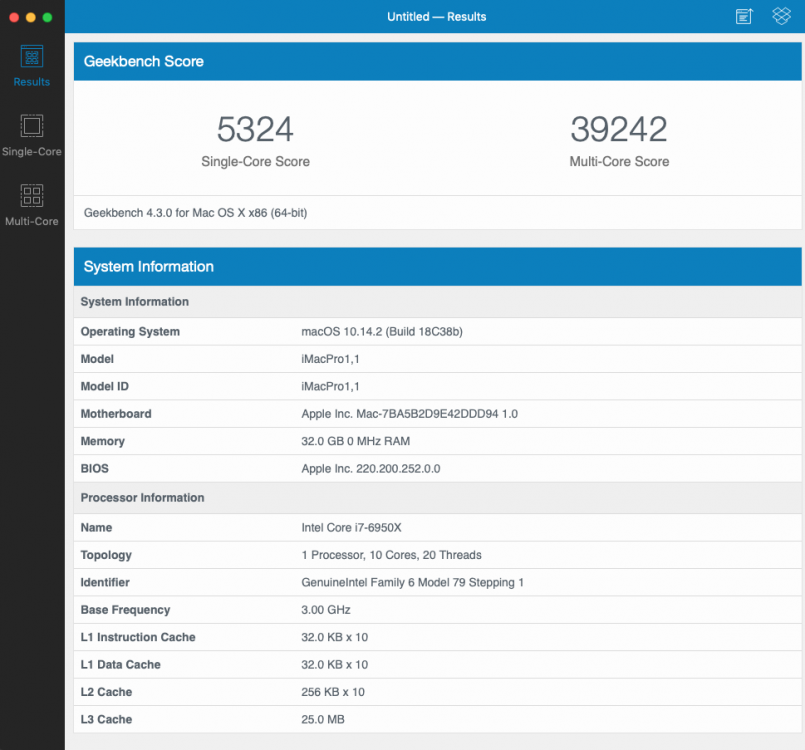 Untitled — Results
Results
Single-Core
Multi-Core
Geekbench Score
5324 39242
Single-Core Score Multi-Core Score
Geekbench 4.3.0 for Mac OS X x86 (64-bit)
System Information
System Information
Operating System macOS 10.14.2 (Build 18C38b)
Model iMacPro1,1
Model ID iMacPro1,1
Motherboard Apple Inc. Mac-7BA5B2D9E42DDD94 1.0
Memory 32.0 GB 0 MHz RAM
BIOS Apple Inc. 220.200.252.0.0
Processor Information
Name Intel Core i7-6950X
Topology 1 Processor, 10 Cores, 20 Threads
Identifier GenuineIntel Family 6 Model 79 Stepping 1
Base Frequency 3.00 GHz
L1 Instruction Cache 32.0 KB x 10
L1 Data Cache 32.0 KB x 10
L2 Cache 256 KB x 10
L3 Cache 25.0 MB